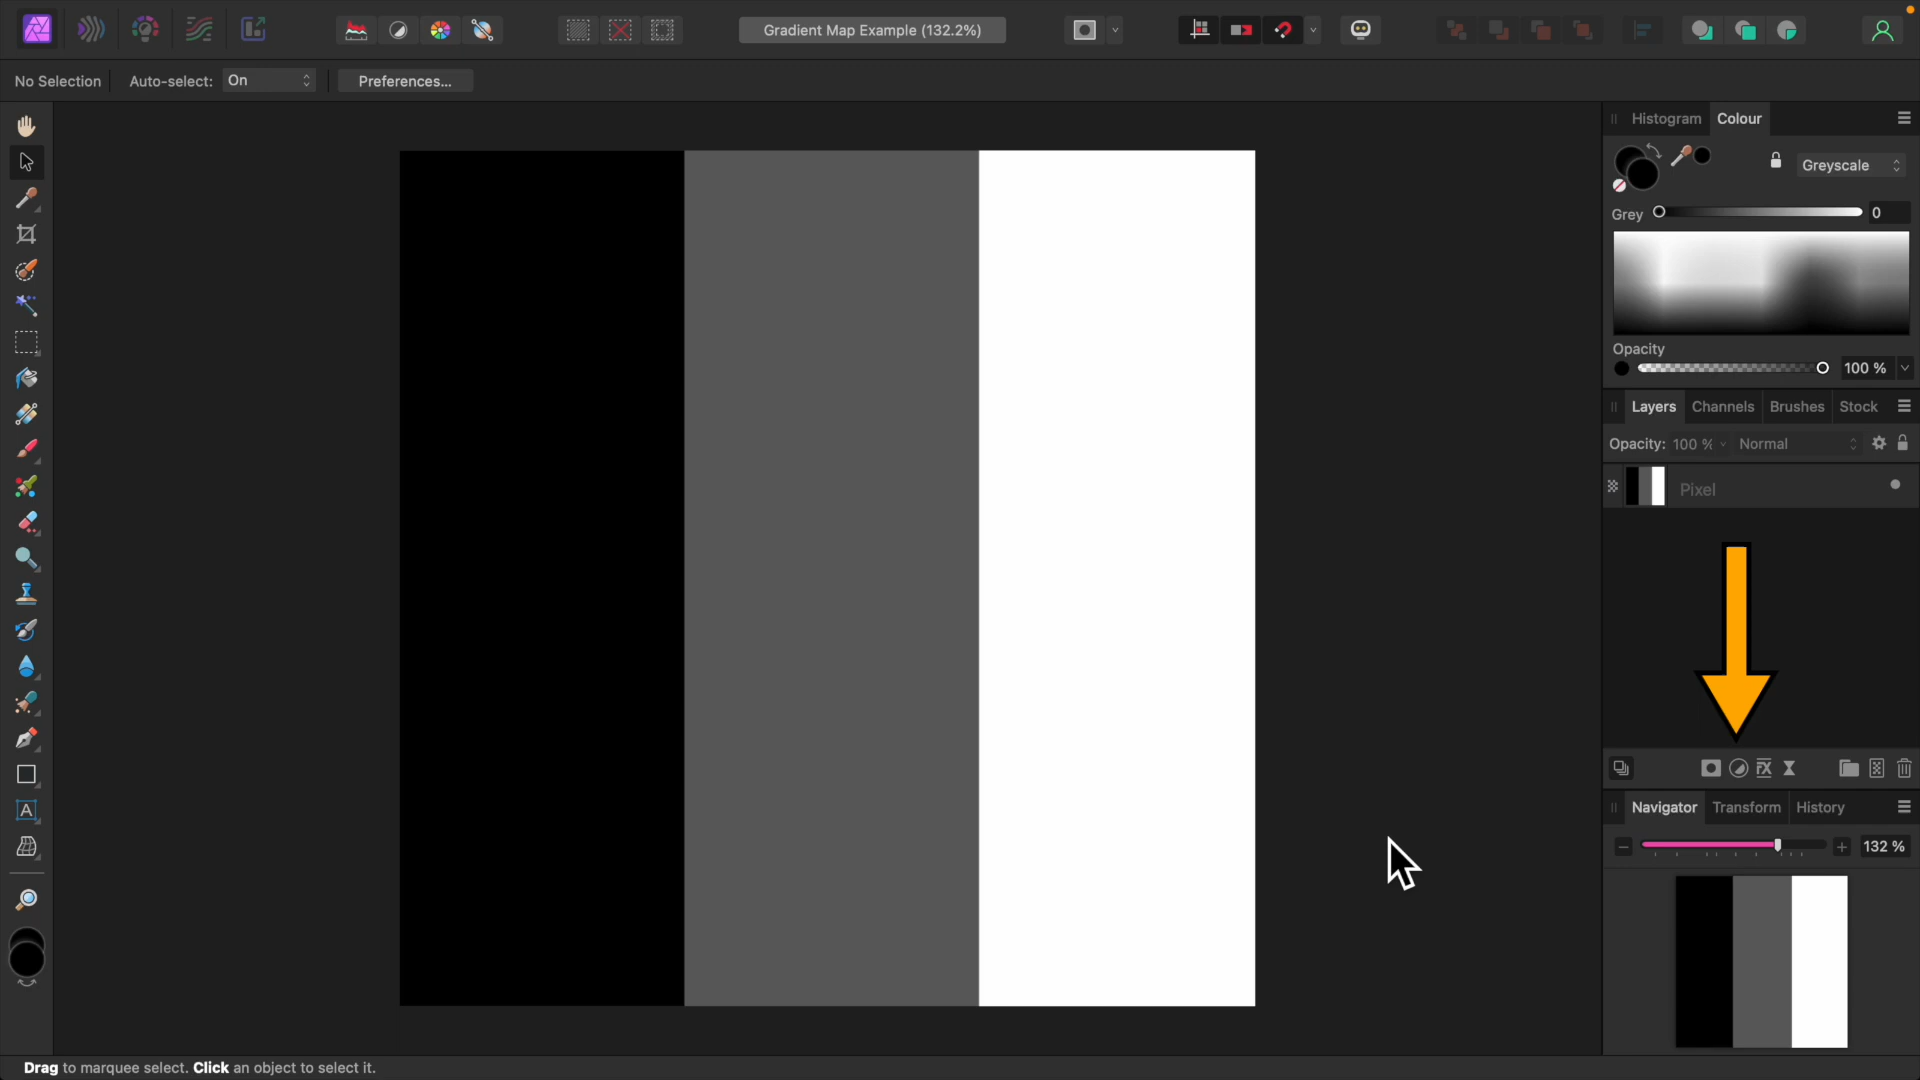 Gradient Map Example (132.2%)
No Selection
Auto-select:
On
Preferences...
Histogram
Colour
Greyscale
Grey
0
Opacity
100 %
Layers
Channels
Brushes
Stock
Opacity:
100 %
Normal
Pixel
Navigator
Transform
History
132 %
Drag to marquee select. Click an object to select it.